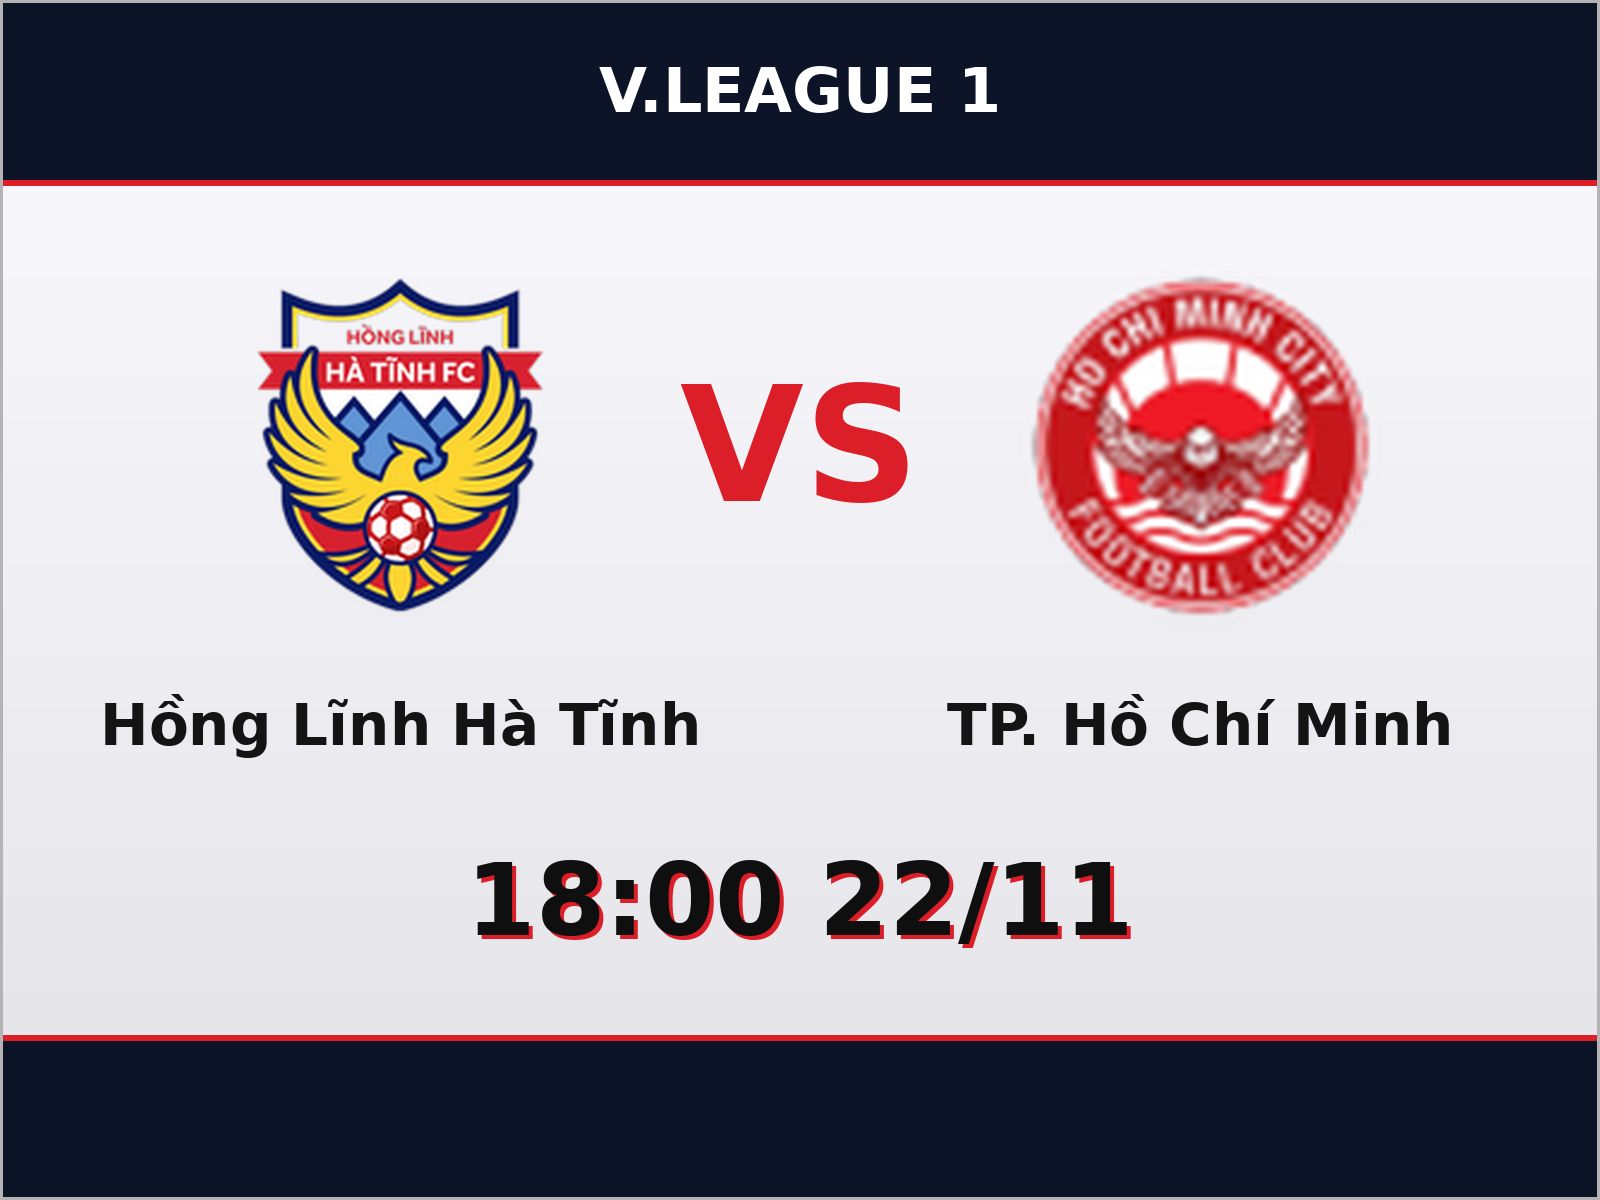 V.LEAGUE 1
HỒNG LĨNH
HÀ TĨNH FC
VS
HO CHI MINH CITY
FOOTBALL CLUB
Hồng Lĩnh Hà Tĩnh
TP. Hồ Chí Minh
18:00 22/11